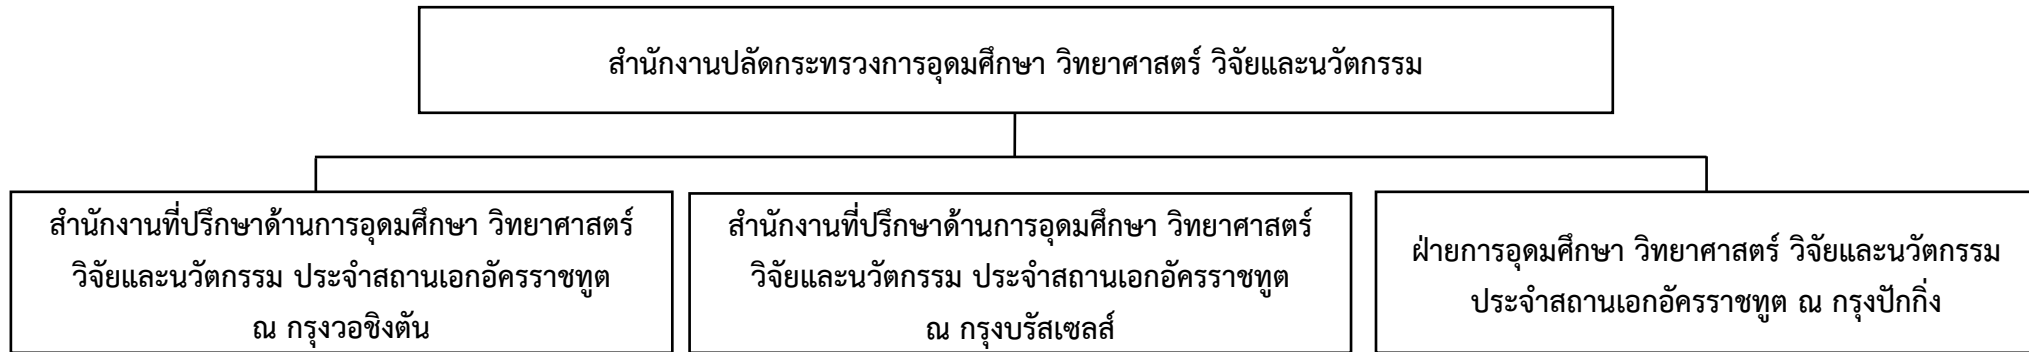 สำนักงานปลัดกระทรวงการอุดมศึกษา วิทยาศาสตร์ วิจัยและนวัตกรรม
สำนักงานที่ปรึกษาด้านการอุดมศึกษา วิทยาศาสตร์
วิจัยและนวัตกรรม ประจำสถานเอกอัครราชทูต
ณ กรุงวอชิงตัน
สำนักงานที่ปรึกษาด้านการอุดมศึกษา วิทยาศาสตร์
วิจัยและนวัตกรรม ประจำสถานเอกอัครราชทูต
ณ กรุงบรัสเซลส์
ฝ่ายการอุดมศึกษา วิทยาศาสตร์ วิจัยและนวัตกรรม
ประจำสถานเอกอัครราชทูต ณ กรุงปักกิ่ง